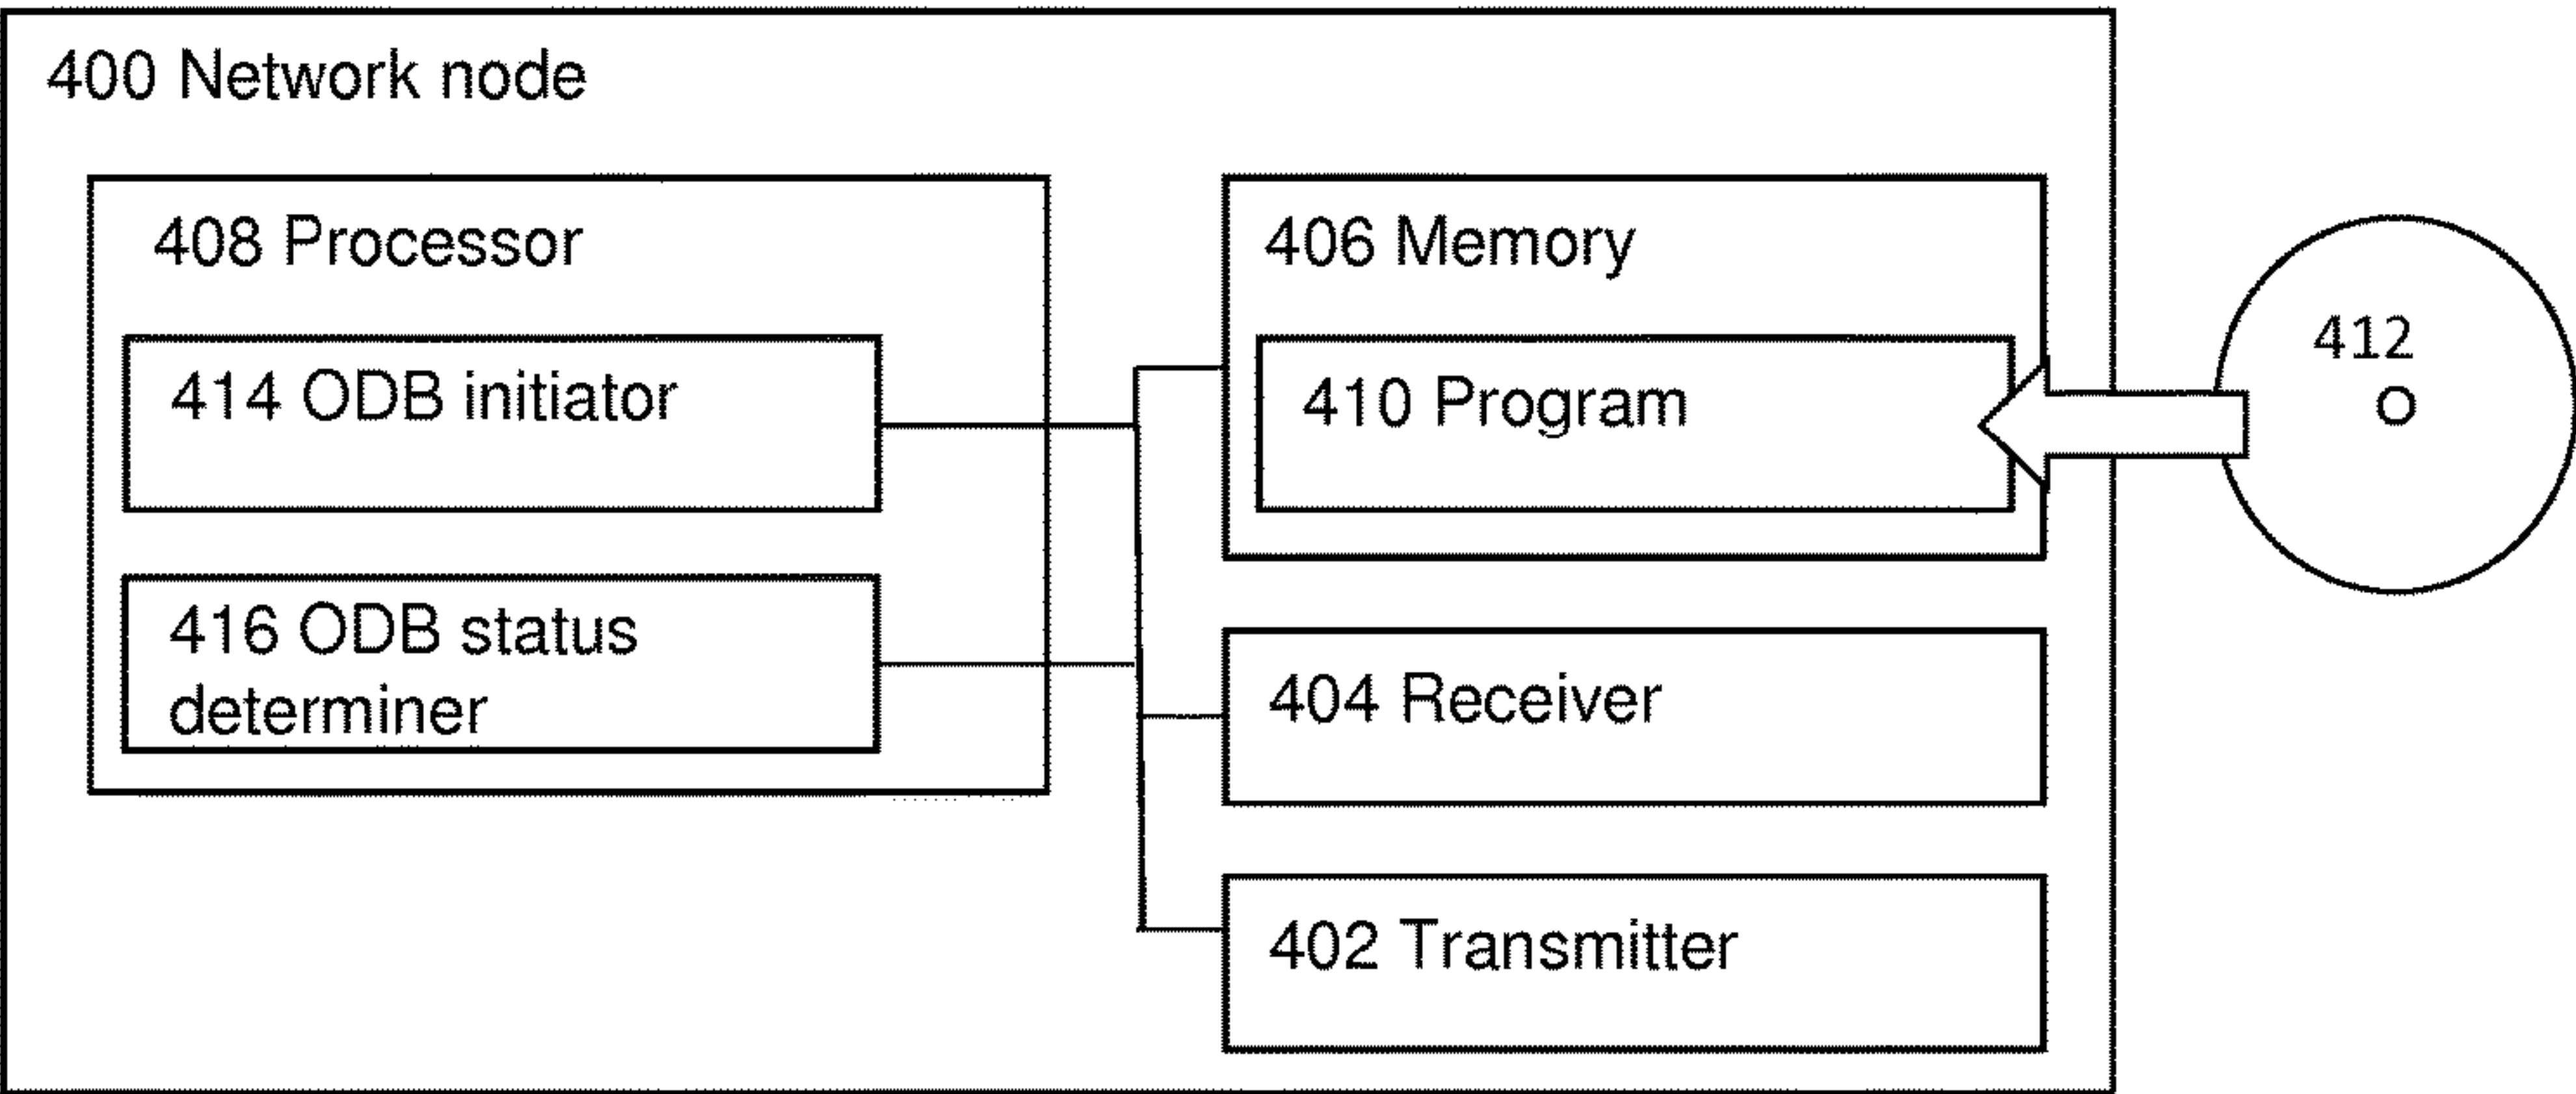 400 Network node
408 Processor
414 ODB initiator
416 ODB status
determiner
406 Memory
410 Program
404 Receiver
402 Transmitter
412